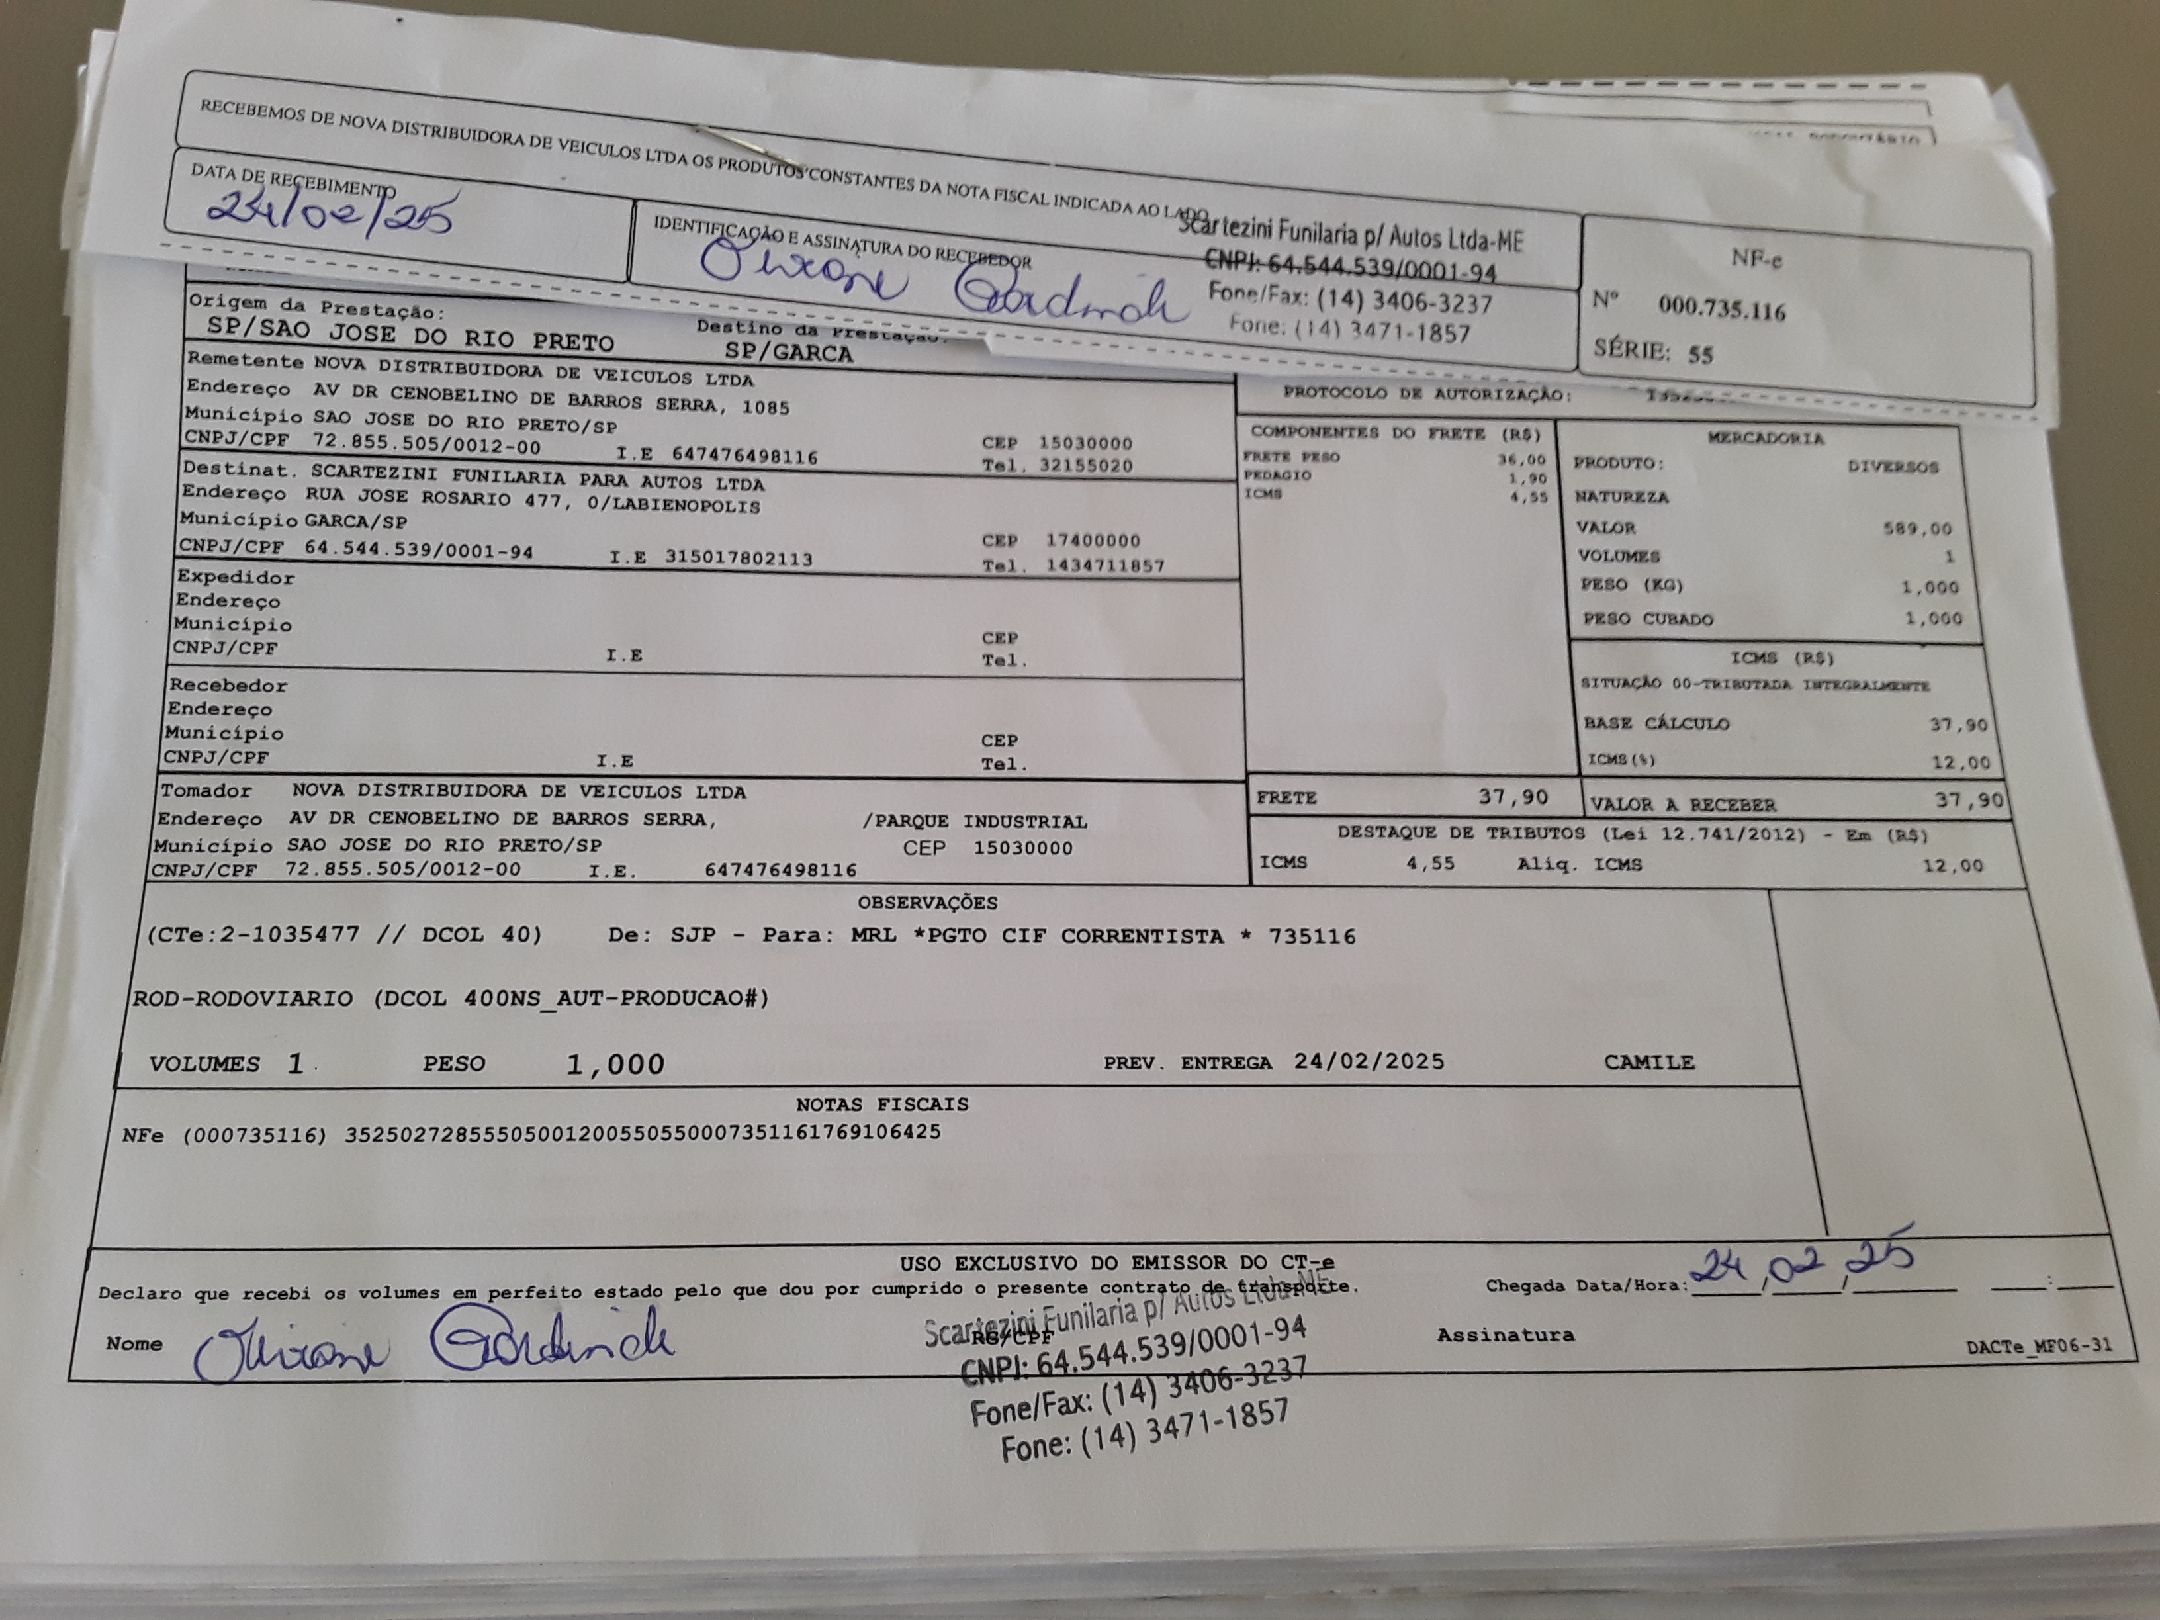 RECEBEMOS DE NOVA DISTRIBUIDORA DE VEICULOS LTDA OS PRODUTOS CONSTANTES DA NOTA FISCAL INDICADA AO LADO
DATA DE RECEBIMENTO
24/02/25
IDENTIFICAÇÃO E ASSINATURA DO RECEBEDOR
Scartezini Funilaria p/ Autos Ltda-ME
CNPJ: 64.544.539/0001-94
Fone/Fax: (14) 3406-3237
Fone: (14) 3471-1857
NF-e
Nº 000.735.116
SÉRIE: 55
Origem da Prestação:
SP/SAO JOSE DO RIO PRETO
Destino da Prestação:
SP/GARCA
PROTOCOLO DE AUTORIZAÇÃO:
Remetente NOVA DISTRIBUIDORA DE VEICULOS LTDA
Endereço AV DR CENOBELINO DE BARROS SERRA, 1085
Município SAO JOSE DO RIO PRETO/SP
CEP 15030000
CNPJ/CPF 72.855.505/0012-00 I.E 647476498116 Tel. 32155020
Destinat. SCARTEZINI FUNILARIA PARA AUTOS LTDA
Endereço RUA JOSE ROSARIO 477, 0/LABIENOPOLIS
Município GARCA/SP
CEP 17400000
CNPJ/CPF 64.544.539/0001-94 I.E 315017802113 Tel. 1434711857
Expedidor
Endereço
Município
CEP
CNPJ/CPF I.E Tel.
Recebedor
Endereço
Município
CEP
CNPJ/CPF I.E Tel.
Tomador NOVA DISTRIBUIDORA DE VEICULOS LTDA
Endereço AV DR CENOBELINO DE BARROS SERRA, /PARQUE INDUSTRIAL
Município SAO JOSE DO RIO PRETO/SP CEP 15030000
CNPJ/CPF 72.855.505/0012-00 I.E. 647476498116
COMPONENTES DO FRETE (R$)
FRETE PESO 36,00
PEDAGIO 1,90
ICMS 4,55
MERCADORIA
PRODUTO: DIVERSOS
NATUREZA
VALOR 589,00
VOLUMES 1
PESO (KG) 1,000
PESO CUBADO 1,000
ICMS (R$)
SITUAÇÃO 00-TRIBUTADA INTEGRALMENTE
BASE CÁLCULO 37,90
ICMS(%) 12,00
FRETE 37,90
VALOR A RECEBER 37,90
DESTAQUE DE TRIBUTOS (Lei 12.741/2012) - Em (R$)
ICMS 4,55 Aliq. ICMS 12,00
OBSERVAÇÕES
(CTe:2-1035477 // DCOL 40) De: SJP - Para: MRL *PGTO CIF CORRENTISTA * 735116
ROD-RODOVIARIO (DCOL 400NS_AUT-PRODUCAO#)
VOLUMES 1 PESO 1,000 PREV. ENTREGA 24/02/2025 CAMILE
NOTAS FISCAIS
NFe (000735116) 35250272855505001200550550007351161769106425
USO EXCLUSIVO DO EMISSOR DO CT-e
Declaro que recebi os volumes em perfeito estado pelo que dou por cumprido o presente contrato de transporte.
Chegada Data/Hora: 24,02,25 :
Nome
RG/CPF
Assinatura
Scartezini Funilaria p/ Autos Ltda-ME
CNPJ: 64.544.539/0001-94
Fone/Fax: (14) 3406-3237
Fone: (14) 3471-1857
DACTe_MF06-31